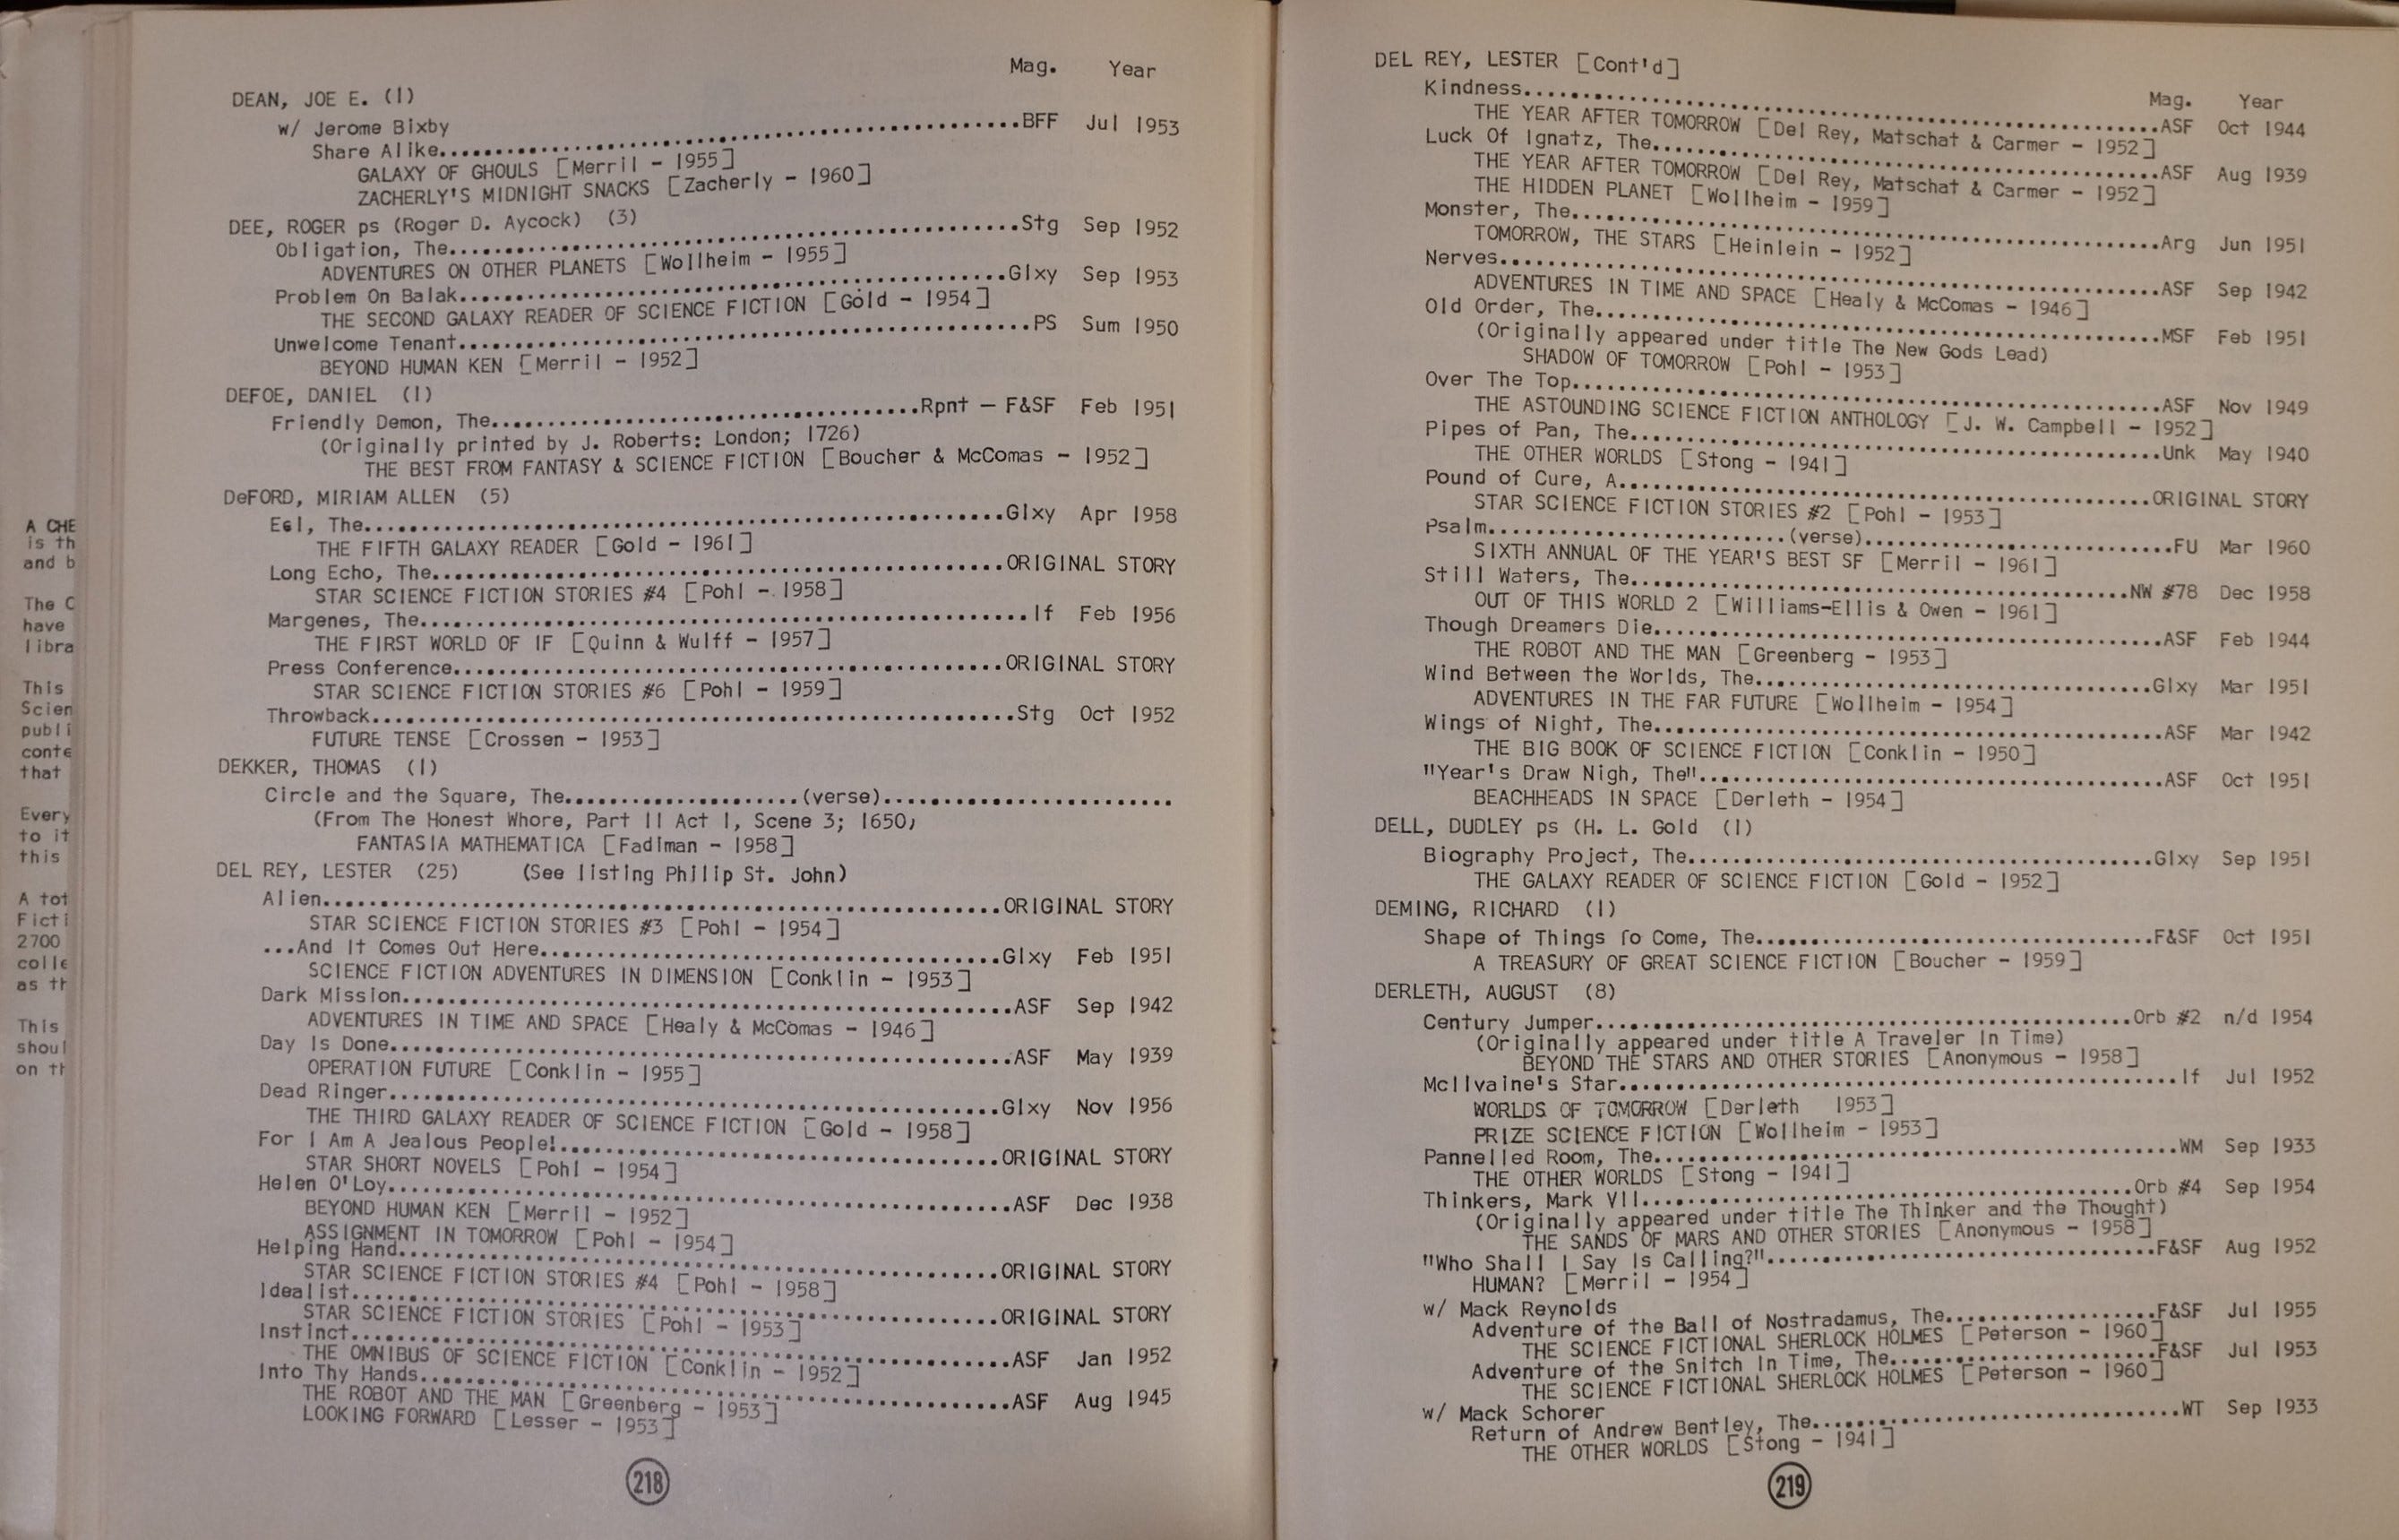 A CHE
is th
and b
The C
have
libra
This
Scien
publi
conte
that
Every
to it
this
A tot
Ficti
2700
colle
as th
This
shoul
on th
Mag. Year
DEAN, JOE E. (1)
w/ Jerome Bixby
Share Alike...BFF Jul 1953
GALAXY OF GHOULS [Merril - 1955]
ZACHERLY'S MIDNIGHT SNACKS [Zacherly - 1960]
DEE, ROGER ps (Roger D. Aycock) (3)
Obligation, The...Stg Sep 1952
ADVENTURES ON OTHER PLANETS [Wollheim - 1955]
Problem On Balak...Glxy Sep 1953
THE SECOND GALAXY READER OF SCIENCE FICTION [Gold - 1954]
Unwelcome Tenant...PS Sum 1950
BEYOND HUMAN KEN [Merril - 1952]
DEFOE, DANIEL (1)
Friendly Demon, The...Rpnt - F&SF Feb 1951
(Originally printed by J. Roberts: London; 1726)
THE BEST FROM FANTASY & SCIENCE FICTION [Boucher & McComas - 1952]
DeFORD, MIRIAM ALLEN (5)
Eel, The...Glxy Apr 1958
THE FIFTH GALAXY READER [Gold - 1961]
Long Echo, The...ORIGINAL STORY
STAR SCIENCE FICTION STORIES #4 [Pohl - 1958]
Margenes, The...If Feb 1956
THE FIRST WORLD OF IF [Quinn & Wulff - 1957]
Press Conference...ORIGINAL STORY
STAR SCIENCE FICTION STORIES #6 [Pohl - 1959]
Throwback...Stg Oct 1952
FUTURE TENSE [Crossen - 1953]
DEKKER, THOMAS (1)
Circle and the Square, The...(verse)...
(From The Honest Whore, Part II Act I, Scene 3; 1650)
FANTASIA MATHEMATICA [Fadiman - 1958]
DEL REY, LESTER (25) (See listing Philip St. John)
Alien...ORIGINAL STORY
STAR SCIENCE FICTION STORIES #3 [Pohl - 1954]
...And It Comes Out Here...Glxy Feb 1951
SCIENCE FICTION ADVENTURES IN DIMENSION [Conklin - 1953]
Dark Mission...ASF Sep 1942
ADVENTURES IN TIME AND SPACE [Healy & McComas - 1946]
Day Is Done...ASF May 1939
OPERATION FUTURE [Conklin - 1955]
Dead Ringer...Glxy Nov 1956
THE THIRD GALAXY READER OF SCIENCE FICTION [Gold - 1958]
For I Am A Jealous People!...ORIGINAL STORY
STAR SHORT NOVELS [Pohl - 1954]
Helen O'Loy...ASF Dec 1938
BEYOND HUMAN KEN [Merril - 1952]
ASSIGNMENT IN TOMORROW [Pohl - 1954]
Helping Hand...ORIGINAL STORY
STAR SCIENCE FICTION STORIES #4 [Pohl - 1958]
Idealist...ORIGINAL STORY
STAR SCIENCE FICTION STORIES [Pohl - 1953]
Instinct...ASF Jan 1952
THE OMNIBUS OF SCIENCE FICTION [Conklin - 1952]
Into Thy Hands...ASF Aug 1945
THE ROBOT AND THE MAN [Greenberg - 1953]
LOOKING FORWARD [Lesser - 1953]
218
DEL REY, LESTER [Cont'd]
Mag. Year
Kindness...ASF Oct 1944
THE YEAR AFTER TOMORROW [Del Rey, Matschat & Carmer - 1952]
Luck Of Ignatz, The...ASF Aug 1939
THE YEAR AFTER TOMORROW [Del Rey, Matschat & Carmer - 1952]
THE HIDDEN PLANET [Wollheim - 1959]
Monster, The...Arg Jun 1951
TOMORROW, THE STARS [Heinlein - 1952]
Nerves...ASF Sep 1942
ADVENTURES IN TIME AND SPACE [Healy & McComas - 1946]
Old Order, The...MSF Feb 1951
(Originally appeared under title The New Gods Lead)
SHADOW OF TOMORROW [Pohl - 1953]
Over The Top...ASF Nov 1949
THE ASTOUNDING SCIENCE FICTION ANTHOLOGY [J. W. Campbell - 1952]
Pipes of Pan, The...Unk May 1940
THE OTHER WORLDS [Stong - 1941]
Pound of Cure, A...ORIGINAL STORY
STAR SCIENCE FICTION STORIES #2 [Pohl - 1953]
Psalm...(verse)...FU Mar 1960
SIXTH ANNUAL OF THE YEAR'S BEST SF [Merril - 1961]
Still Waters, The...NW #78 Dec 1958
OUT OF THIS WORLD 2 [Williams-Ellis & Owen - 1961]
Though Dreamers Die...ASF Feb 1944
THE ROBOT AND THE MAN [Greenberg - 1953]
Wind Between the Worlds, The...Glxy Mar 1951
ADVENTURES IN THE FAR FUTURE [Wollheim - 1954]
Wings of Night, The...ASF Mar 1942
THE BIG BOOK OF SCIENCE FICTION [Conklin - 1950]
"Year's Draw Nigh, The"...ASF Oct 1951
BEACHHEADS IN SPACE [Derleth - 1954]
DELL, DUDLEY ps (H. L. Gold (1)
Biography Project, The...Glxy Sep 1951
THE GALAXY READER OF SCIENCE FICTION [Gold - 1952]
DEMING, RICHARD (1)
Shape of Things To Come, The...F&SF Oct 1951
A TREASURY OF GREAT SCIENCE FICTION [Boucher - 1959]
DERLETH, AUGUST (8)
Century Jumper...Orb #2 n/d 1954
(Originally appeared under title A Traveler In Time)
BEYOND THE STARS AND OTHER STORIES [Anonymous - 1958]
McIlvaine's Star...If Jul 1952
WORLDS OF TOMORROW [Derleth 1953]
PRIZE SCIENCE FICTION [Wollheim - 1953]
Pannelled Room, The...WM Sep 1933
THE OTHER WORLDS [Stong - 1941]
Thinkers, Mark VII...Orb #4 Sep 1954
(Originally appeared under title The Thinker and the Thought)
THE SANDS OF MARS AND OTHER STORIES [Anonymous - 1958]
"Who Shall I Say Is Calling?"...F&SF Aug 1952
HUMAN? [Merril - 1954]
w/ Mack Reynolds
Adventure of the Ball of Nostradamus, The...F&SF Jul 1955
THE SCIENCE FICTIONAL SHERLOCK HOLMES [Peterson - 1960]
Adventure of the Snitch In Time, The...F&SF Jul 1953
THE SCIENCE FICTIONAL SHERLOCK HOLMES [Peterson - 1960]
w/ Mack Schorer
Return of Andrew Bentley, The...WT Sep 1933
THE OTHER WORLDS [Stong - 1941]
219